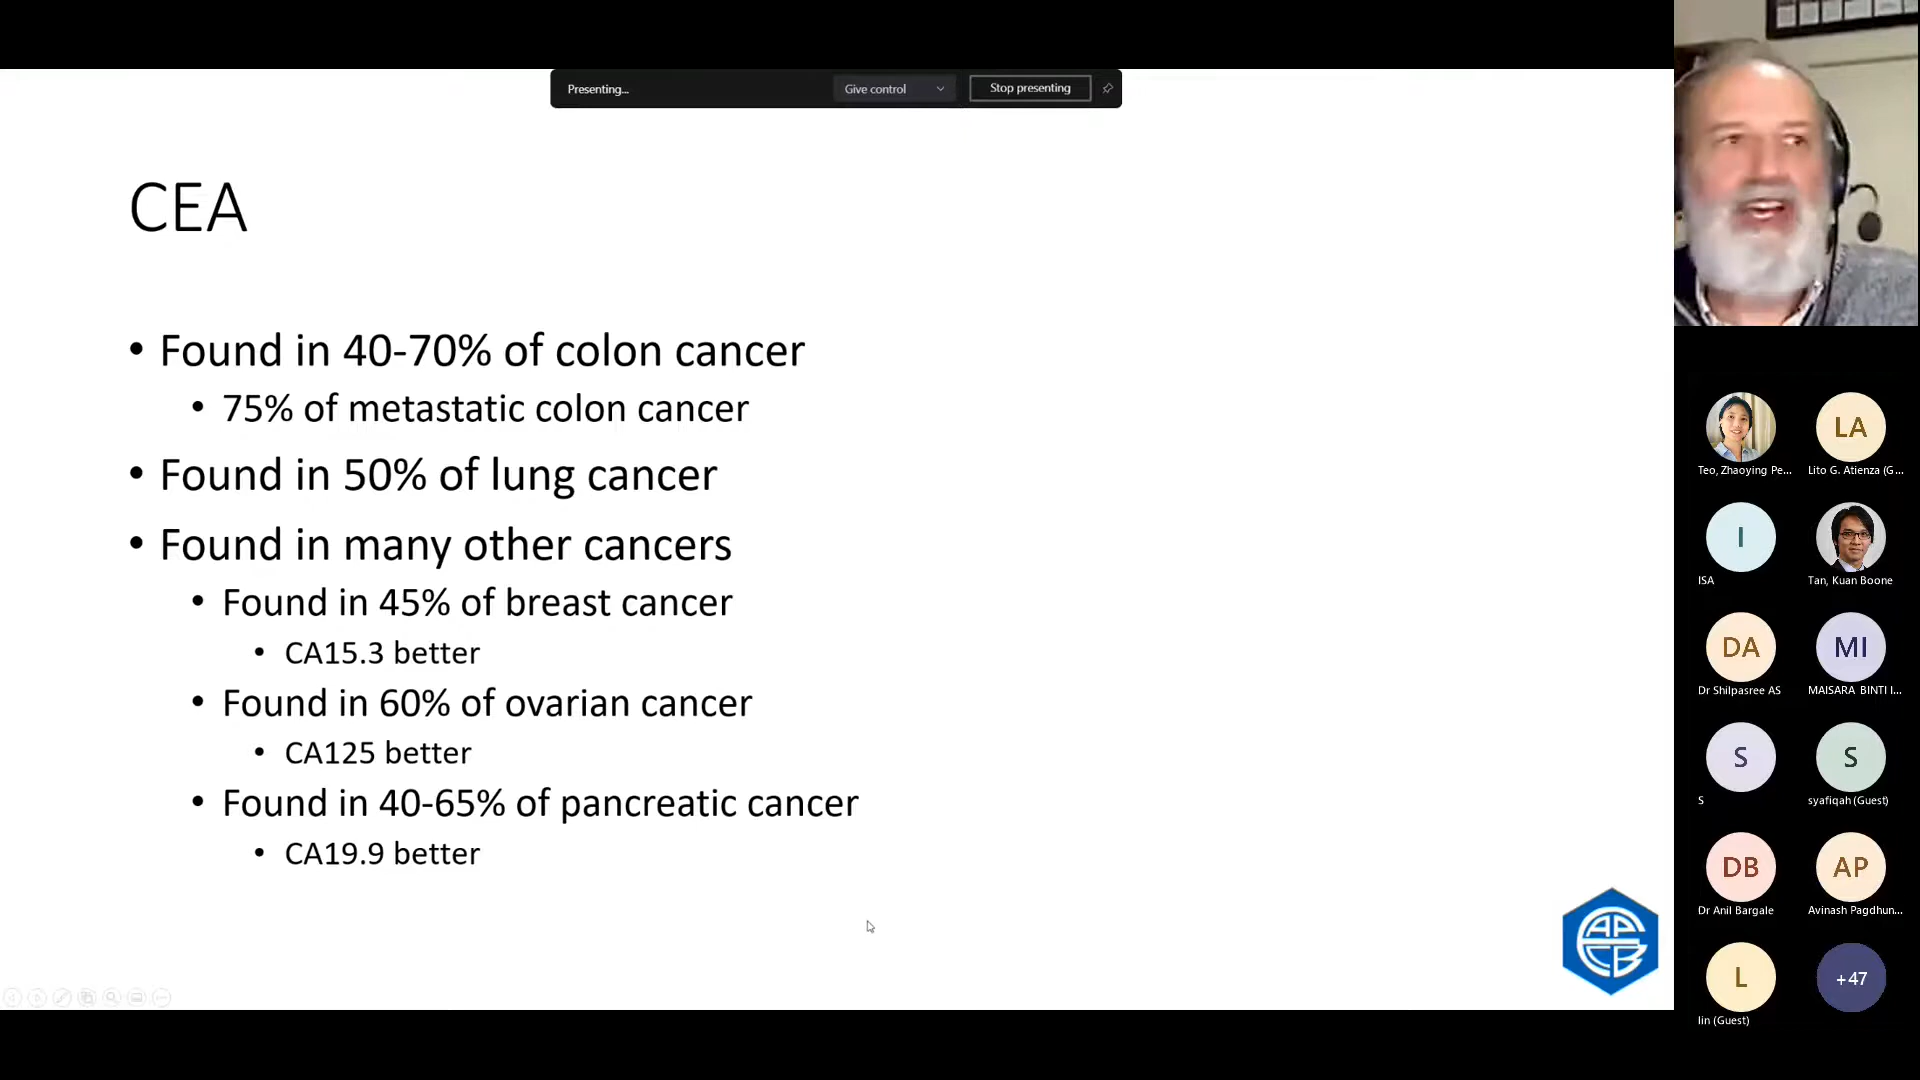 Presenting...
Give control
Stop presenting
CEA
• Found in 40-70% of colon cancer
• 75% of metastatic colon cancer
• Found in 50% of lung cancer
• Found in many other cancers
• Found in 45% of breast cancer
• CA15.3 better
• Found in 60% of ovarian cancer
• CA125 better
• Found in 40-65% of pancreatic cancer
• CA19.9 better
APFCB
Teo, Zhaoying Pe...
LA
Lito G. Atienza (G...
I
ISA
Tan, Kuan Boone
DA
Dr Shilpasree AS
MI
MAISARA BINTI I...
S
S
S
syafiqah (Guest)
DB
Dr Anil Bargale
AP
Avinash Pagdhun...
L
lin (Guest)
+47